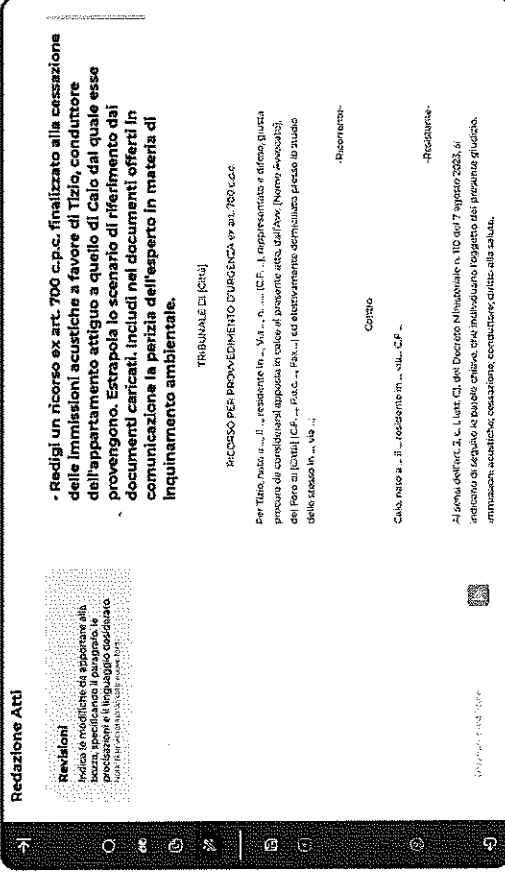 Redazione Atti
Revisioni
Indica le modifiche da apportare alla
bozza, specificando il paragrafo, le
precisazioni e il linguaggio desiderato
- Redigi un ricorso ex art. 700 c.p.c. finalizzato alla cessazione
delle immissioni acustiche a favore di Tizio, conduttore
dell'appartamento attiguo a quello di Caio dal quale esse
provengono. Estrapola lo scenario di riferimento dai
documenti caricati. Includi nei documenti offerti in
comunicazione la perizia dell'esperto in materia di
inquinamento ambientale.
TRIBUNALE DI [Città]
RICORSO PER PROVVEDIMENTO D'URGENZA ex art. 700 c.p.c.
Per Tizio, nato a ..., il ..., residente in ..., Via ..., n. ..., [C.F. ...], rappresentato e difeso, giusta
procura da considerarsi apposta in calce al presente atto, dall'Avv. [Nome Avvocato],
del Foro di [Città] [C.F. ..., P.e.c. ..., Fax ...] ed elettivamente domiciliato presso lo studio
dello stesso in ..., via ...;
-Ricorrente-
Contro
Caio, nato a ... il ..., residente in ..., via... C.F ...
-Resistente-
Ai sensi dell'art. 2, c. 1, lett. C), del Decreto Ministeriale n. 110 del 7 agosto 2023, si
indicano di seguito le parole chiave, che individuano l'oggetto del presente giudizio.
immissioni acustiche; cessazione; conduttore; diritto alla salute.